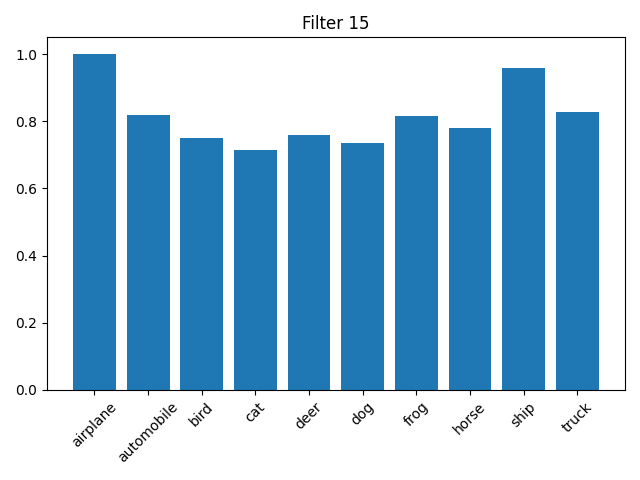 Filter 15
1.0
0.8
0.6
0.4
0.2
0.0
airplane
automobile
bird
cat
deer
dog
frog
horse
ship
truck